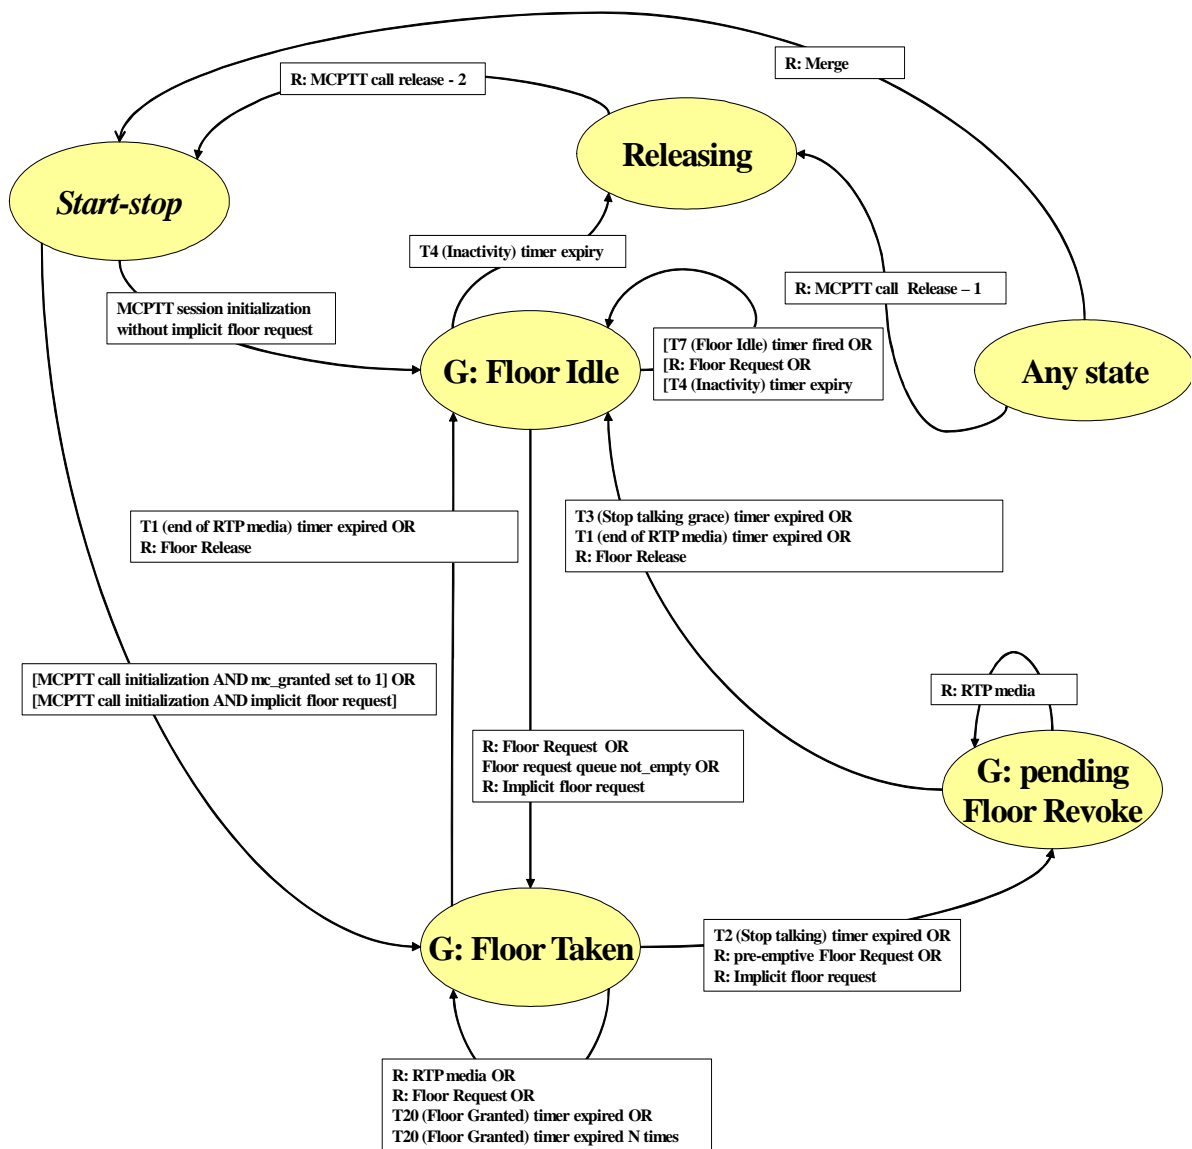 R: Merge
R: MCPTT call release - 2
Releasing
Start-stop
T4 (Inactivity) timer expiry
R: MCPTT call Release – 1
MCPTT session initialization
without implicit floor request
[T7 (Floor Idle) timer fired OR
[R: Floor Request OR
[T4 (Inactivity) timer expiry
G: Floor Idle
Any state
T1 (end of RTP media) timer expired OR
R: Floor Release
T3 (Stop talking grace) timer expired OR
T1 (end of RTP media) timer expired OR
R: Floor Release
[MCPTT call initialization AND mc_granted set to 1] OR
[MCPTT call initialization AND implicit floor request]
R: RTP media
R: Floor Request OR
Floor request queue not_empty OR
R: Implicit floor request
G: pending
Floor Revoke
G: Floor Taken
T2 (Stop talking) timer expired OR
R: pre-emptive Floor Request OR
R: Implicit floor request
R: RTP media OR
R: Floor Request OR
T20 (Floor Granted) timer expired OR
T20 (Floor Granted) timer expired N times